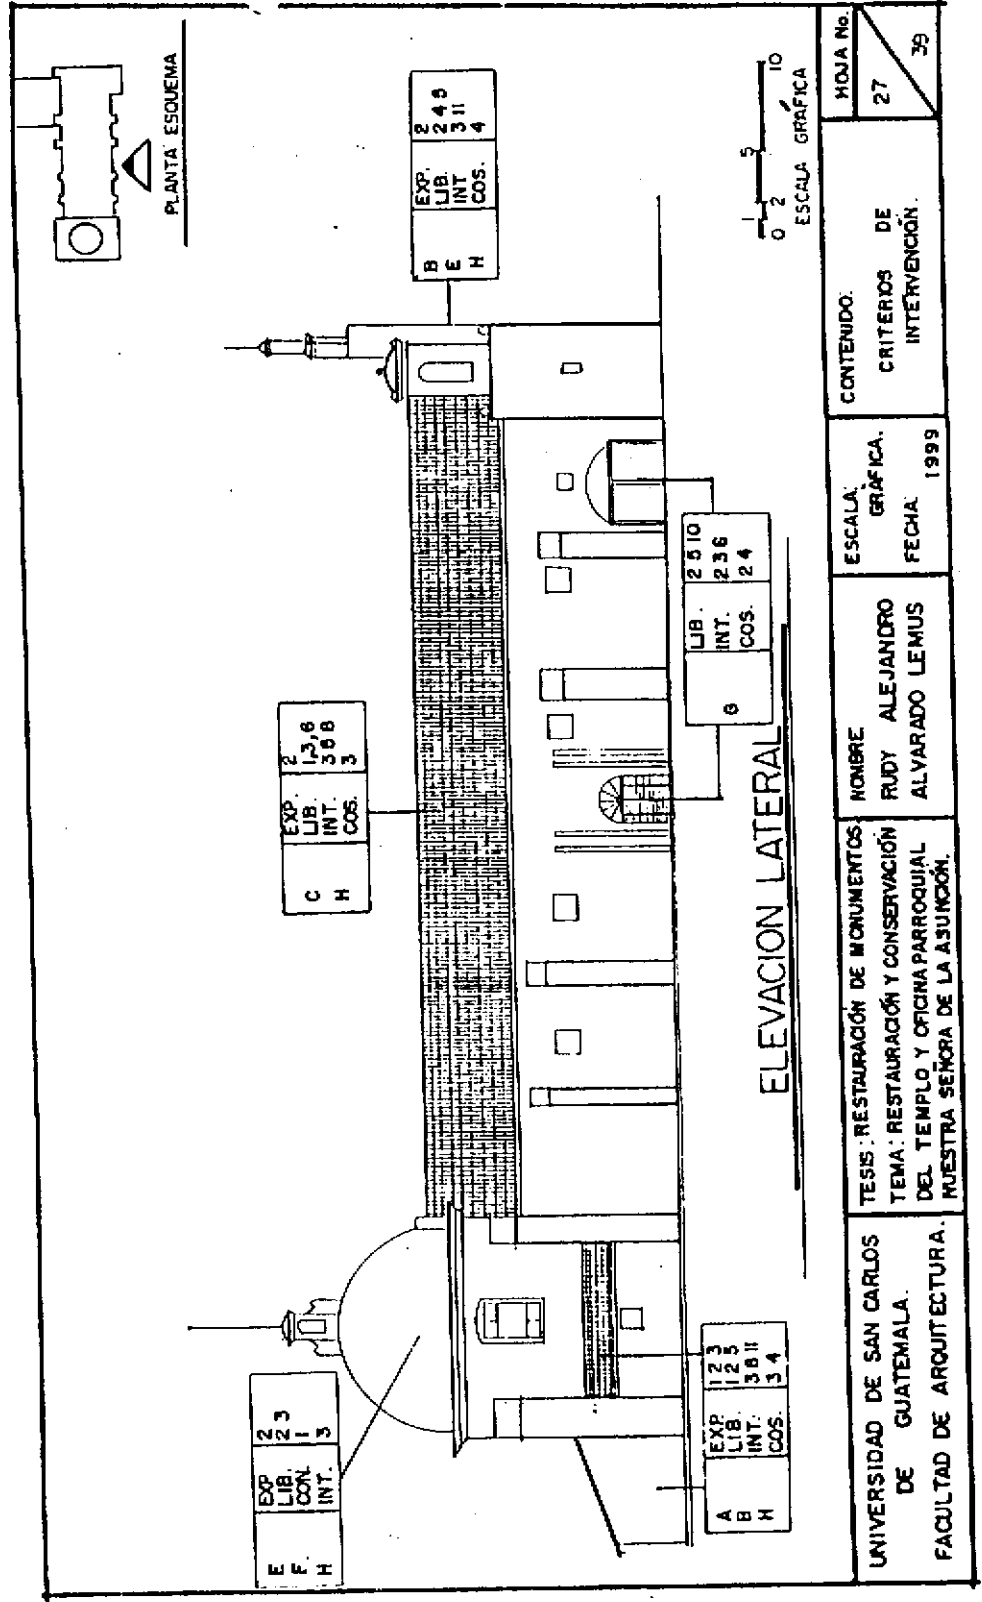 PLANTA ESQUEMA
E
F.
H
EXP. 2
LIB. 2 3
CON. 1
INT. 3
C
H
EXP. 2
LIB. 1,3,6
INT. 3 8 8
COS. 3
B
E
H
EXP. 2
LIB. 2 4 5
INT 3 11
COS. 4
A
B
H
EXP. 1 2 3
LIB. 1 2 5
INT. 3 8 11
COS. 3 4
G
LIB. 2 5 10
INT. 2 3 6
COS. 2 4
ELEVACION LATERAL
0 1 2 5 10
ESCALA GRÁFICA
UNIVERSIDAD DE SAN CARLOS
DE GUATEMALA.
FACULTAD DE ARQUITECTURA.
TESIS: RESTAURACIÓN DE MONUMENTOS.
TEMA: RESTAURACIÓN Y CONSERVACIÓN
DEL TEMPLO Y OFICINA PARROQUIAL
NUESTRA SEÑORA DE LA ASUNCIÓN.
NOMBRE
RUDY ALEJANDRO
ALVARADO LEMUS
ESCALA:
GRÁFICA.
FECHA: 1999
CONTENIDO:
CRITERIOS DE
INTERVENCIÓN.
HOJA No.
27
39